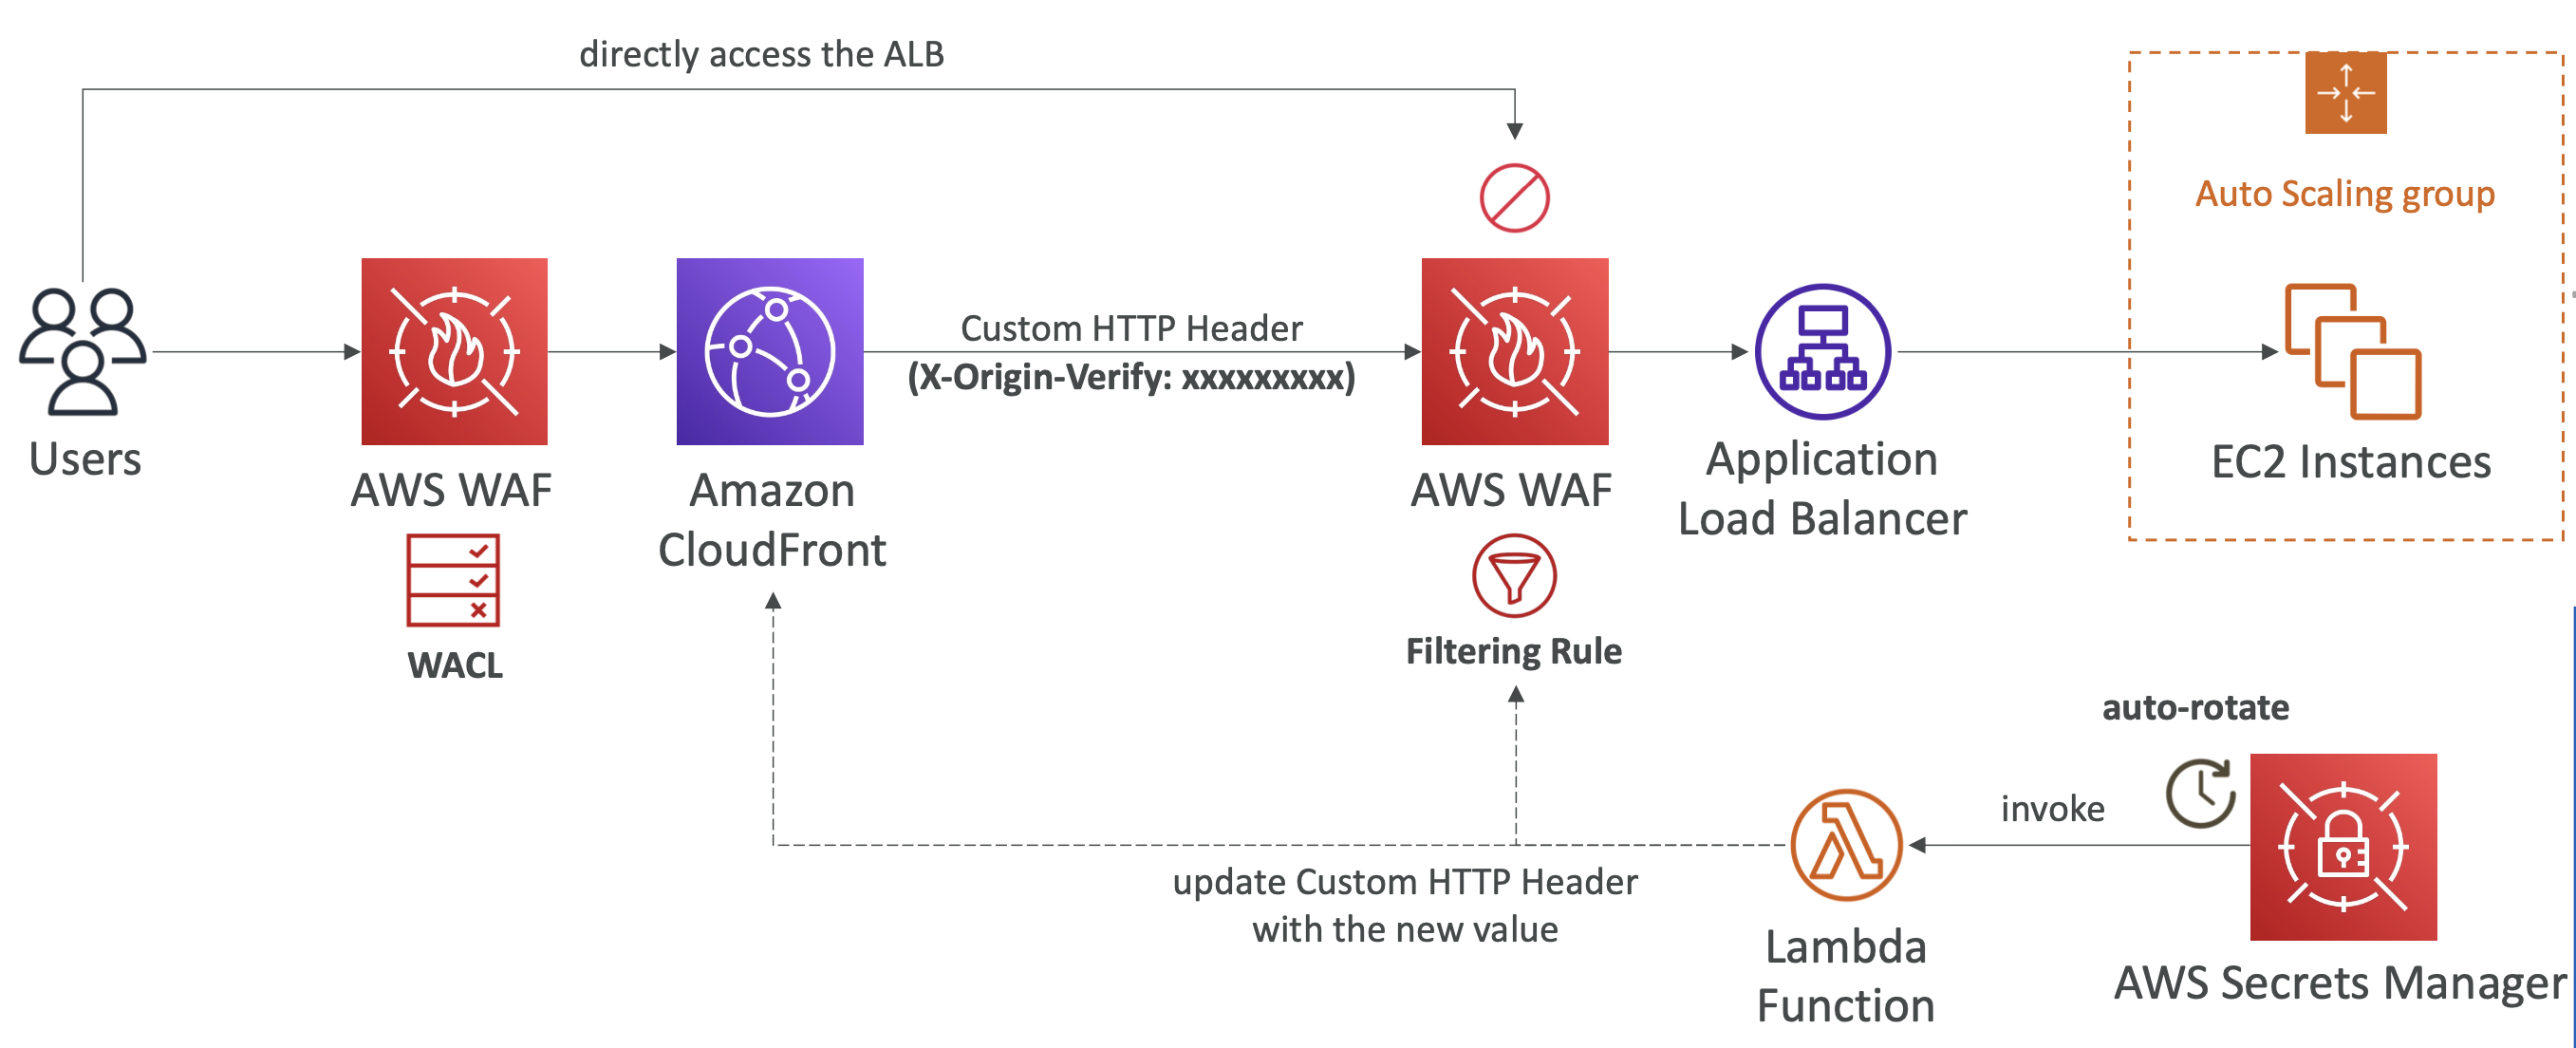 directly access the ALB
Auto Scaling group
Custom HTTP Header
(X-Origin-Verify: xxxxxxxxx)
Users
AWS WAF
Amazon
CloudFront
AWS WAF
Application
Load Balancer
EC2 Instances
WACL
Filtering Rule
auto-rotate
invoke
update Custom HTTP Header
with the new value
Lambda
Function
AWS Secrets Manager